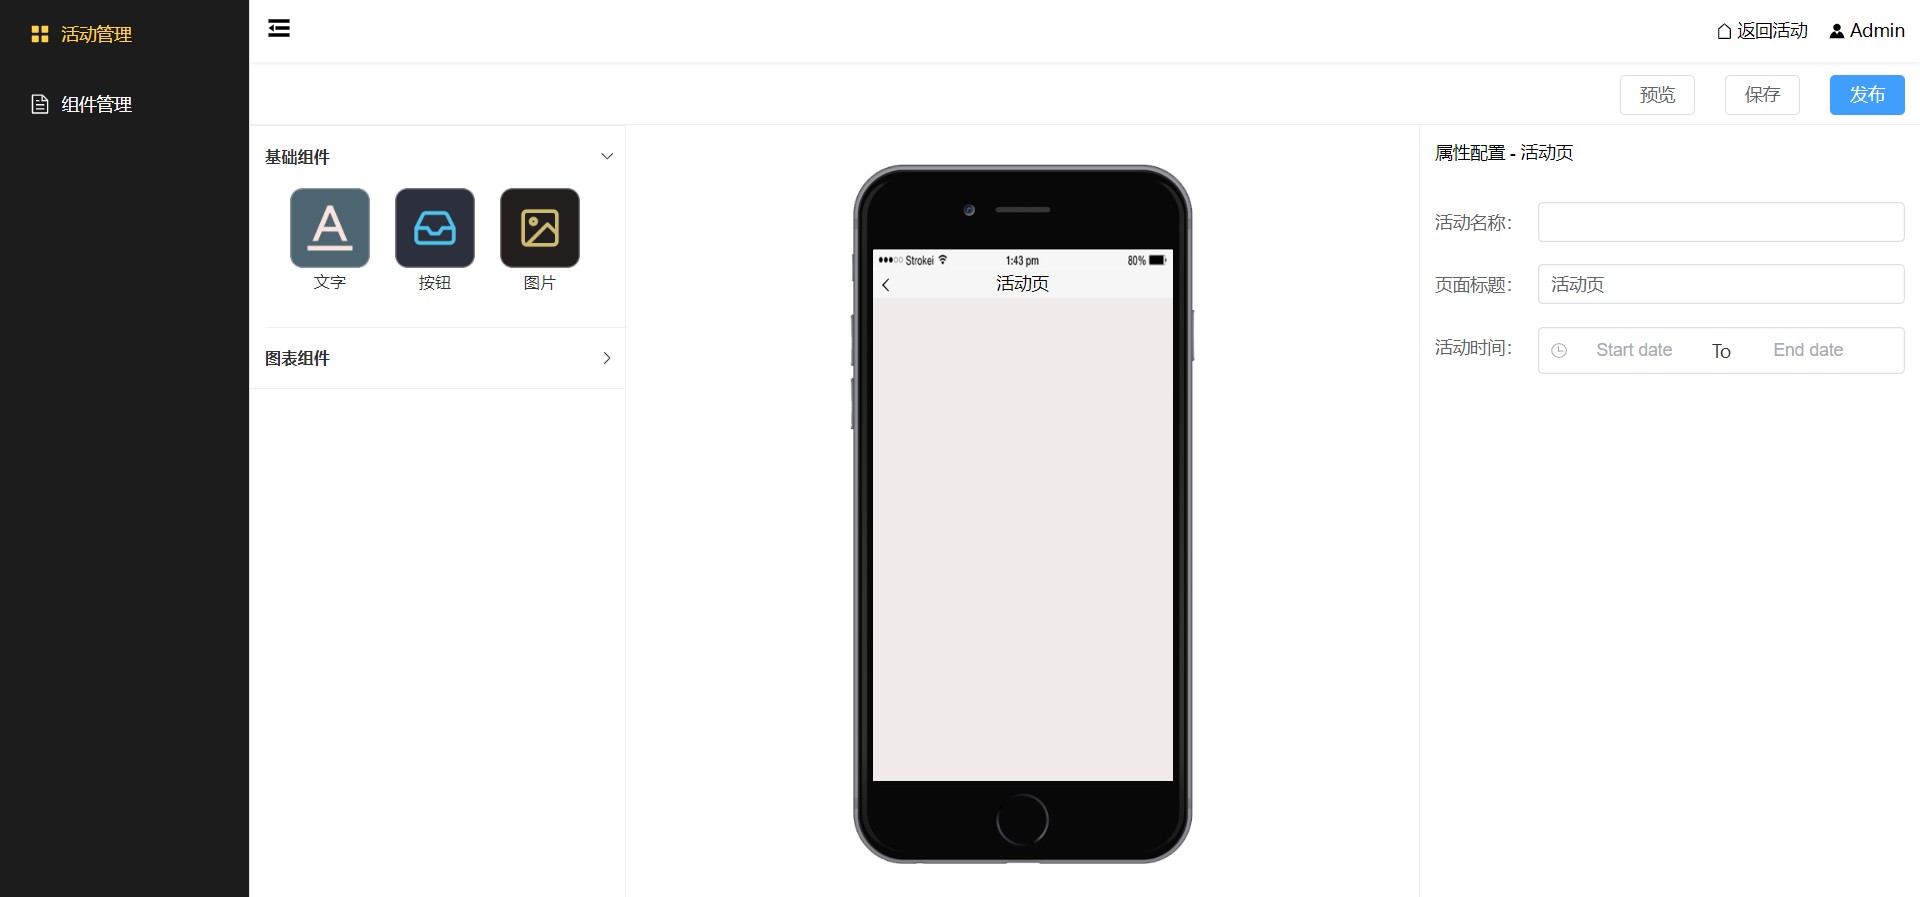 活动管理
组件管理
返回活动
Admin
预览
保存
发布
基础组件
文字
按钮
图片
图表组件
Strokei
1:43 pm
80%
活动页
属性配置 - 活动页
活动名称：
页面标题：
活动页
活动时间：
Start date
To
End date